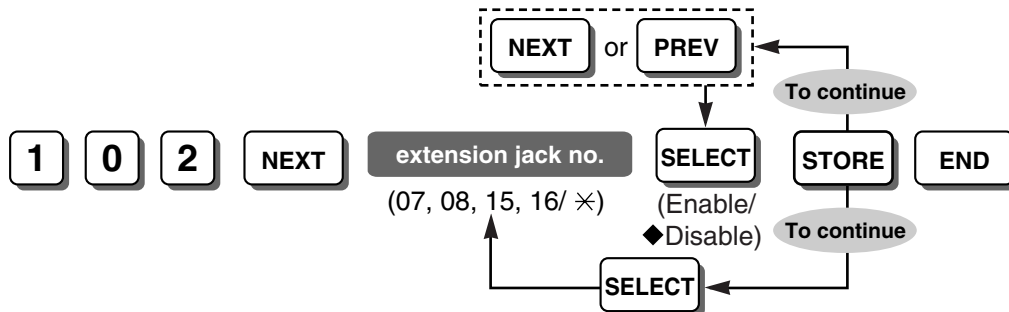 NEXT or PREV
To continue
1 0 2 NEXT extension jack no. SELECT STORE END
(07, 08, 15, 16/ ✳) (Enable/
◆Disable) To continue
SELECT